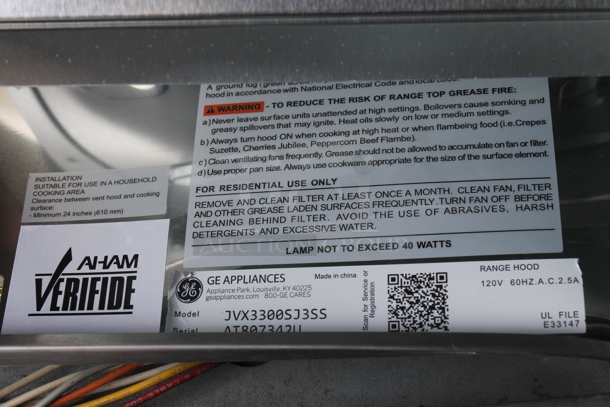 A ground lug (green
hood in accordance with National Electrical Code and local code.
WARNING - TO REDUCE THE RISK OF RANGE TOP GREASE FIRE:
a) Never leave surface units unattended at high settings. Boilovers cause somking and
greasy spillovers that may ignite. Heat oils slowly on low or medium settings.
b) Always turn hood ON when cooking at high heat or when flambeing food (i.e.Crepes
Suzette, Cherries Jubilee, Peppercorn Beef Flambe).
c) Clean ventilating fans frequently. Grease should not be allowed to accumulate on fan or filter.
d) Use proper pan size. Always use cookware appropriate for the size of the surface element.
FOR RESIDENTIAL USE ONLY
REMOVE AND CLEAN FILTER AT LEAST ONCE A MONTH. CLEAN FAN, FILTER
AND OTHER GREASE LADEN SURFACES FREQUENTLY. TURN FAN OFF BEFORE
CLEANING BEHIND FILTER. AVOID THE USE OF ABRASIVES, HARSH
DETERGENTS AND EXCESSIVE WATER.
LAMP NOT TO EXCEED 40 WATTS
INSTALLATION
SUITABLE FOR USE IN A HOUSEHOLD
COOKING AREA
Clearance between vent hood and cooking
surface:
- Minimum 24 inches (610 mm)
AHAM
VERIFIDE
GE APPLIANCES
Appliance Park, Louisville, KY 40225
geappliances.com 800-GE CARES
Made in china
Model JVX3300SJ3SS
Serial AT807342U
Scan for Service or
Registration
RANGE HOOD
120V 60HZ.A.C.2.5A
UL FILE
E33147